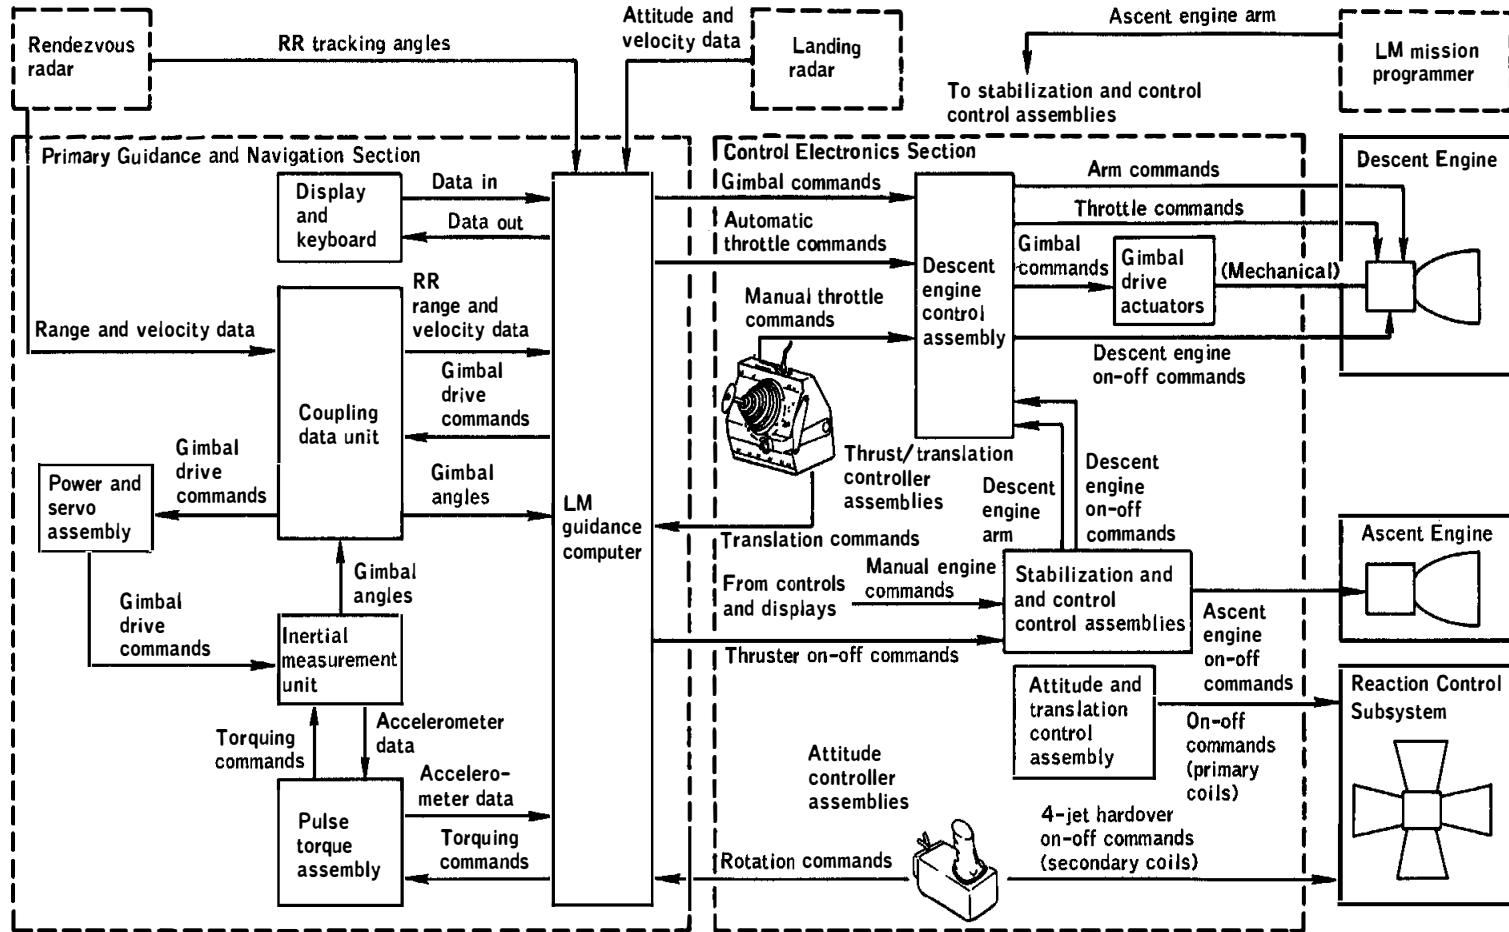 Rendezvous
radar
RR tracking angles
Attitude and
velocity data
Landing
radar
Ascent engine arm
LM mission
programmer
To stabilization and control
control assemblies
Primary Guidance and Navigation Section
Control Electronics Section
Descent Engine
Display
and
keyboard
Data in
Data out
Gimbal commands
Automatic
throttle commands
Descent
engine
control
assembly
Arm commands
Throttle commands
Gimbal
commands
Gimbal
drive
actuators
(Mechanical)
Manual throttle
commands
Descent engine
on-off commands
Range and velocity data
RR
range and
velocity data
Coupling
data unit
Gimbal
drive
commands
Gimbal
drive
commands
Gimbal
angles
Power and
servo
assembly
LM
guidance
computer
Thrust/translation
controller
assemblies
Descent
engine
arm
Descent
engine
on-off
commands
Translation commands
Ascent Engine
Gimbal
angles
Gimbal
drive
commands
From controls
and displays
Manual engine
commands
Stabilization and
and control
control assemblies
Ascent
engine
on-off
commands
Inertial
measurement
unit
Thruster on-off commands
Attitude and
translation
control
assembly
Reaction Control
Subsystem
Torquing
commands
Accelerometer
data
On-off
commands
(primary
coils)
Attitude
controller
assemblies
Accelero-
meter data
Pulse
torque
assembly
Torquing
commands
Rotation commands
4-jet hardover
on-off commands
(secondary coils)